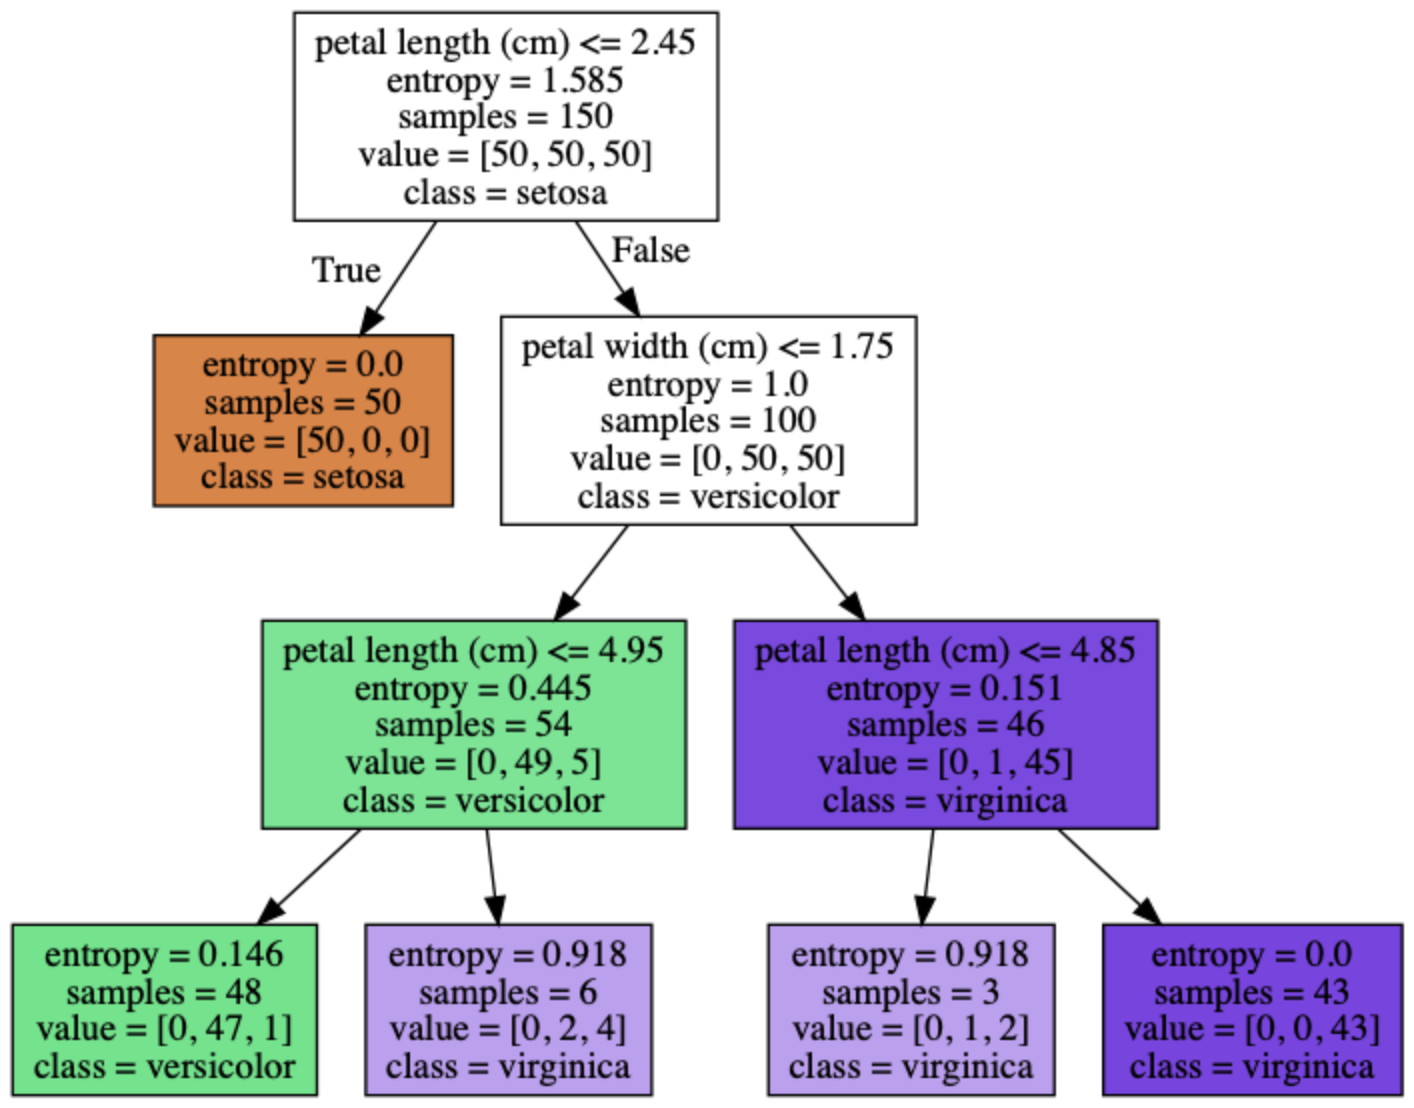 petal length (cm) <= 2.45
entropy = 1.585
samples = 150
value = [50, 50, 50]
class = setosa
True
False
entropy = 0.0
samples = 50
value = [50, 0, 0]
class = setosa
petal width (cm) <= 1.75
entropy = 1.0
samples = 100
value = [0, 50, 50]
class = versicolor
petal length (cm) <= 4.95
entropy = 0.445
samples = 54
value = [0, 49, 5]
class = versicolor
petal length (cm) <= 4.85
entropy = 0.151
samples = 46
value = [0, 1, 45]
class = virginica
entropy = 0.146
samples = 48
value = [0, 47, 1]
class = versicolor
entropy = 0.918
samples = 6
value = [0, 2, 4]
class = virginica
entropy = 0.918
samples = 3
value = [0, 1, 2]
class = virginica
entropy = 0.0
samples = 43
value = [0, 0, 43]
class = virginica